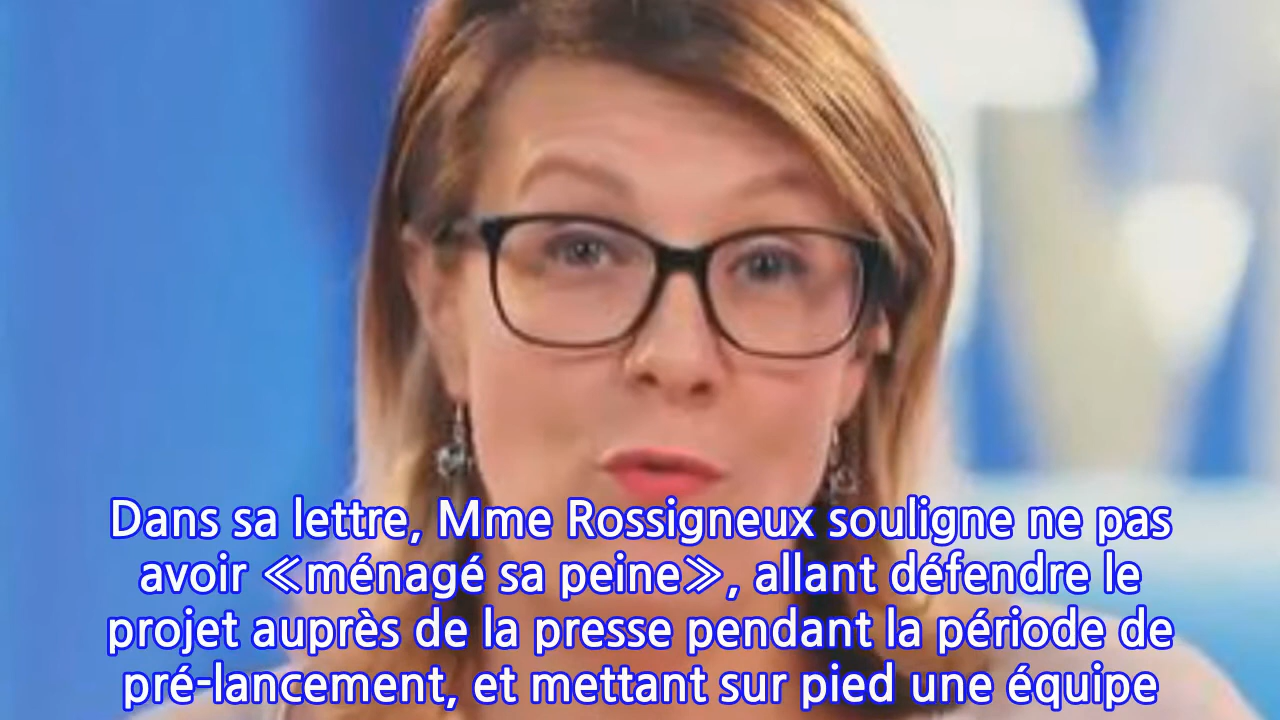 Dans sa lettre, Mme Rossigneux souligne ne pas
avoir ≪ménagé sa peine≫, allant défendre le
projet auprès de la presse pendant la période de
pré-lancement, et mettant sur pied une équipe